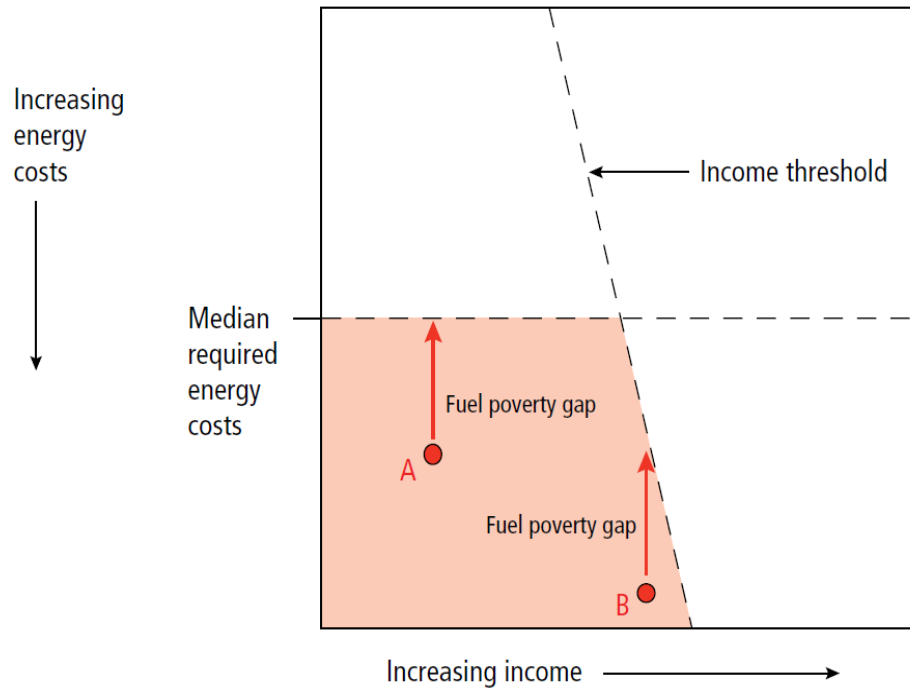 Increasing
energy
costs
Income threshold
Median
required
energy
costs
Fuel poverty gap
A
Fuel poverty gap
B
Increasing income